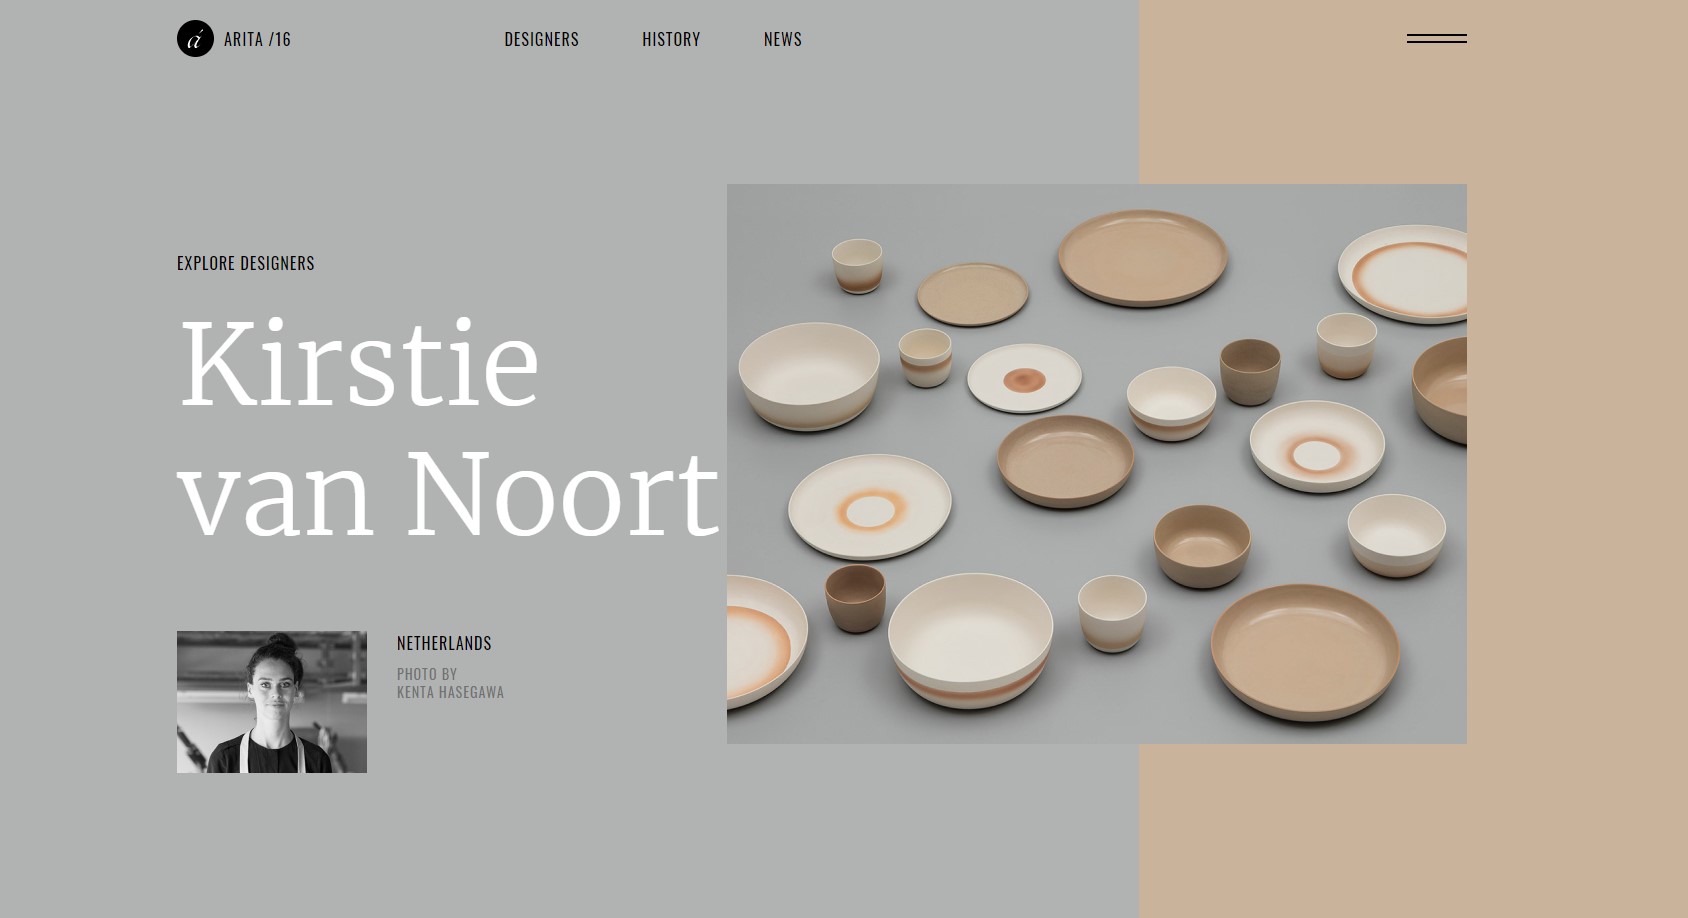 á ARITA /16
DESIGNERS HISTORY NEWS
EXPLORE DESIGNERS
Kirstie
van Noort
NETHERLANDS
PHOTO BY
KENTA HASEGAWA